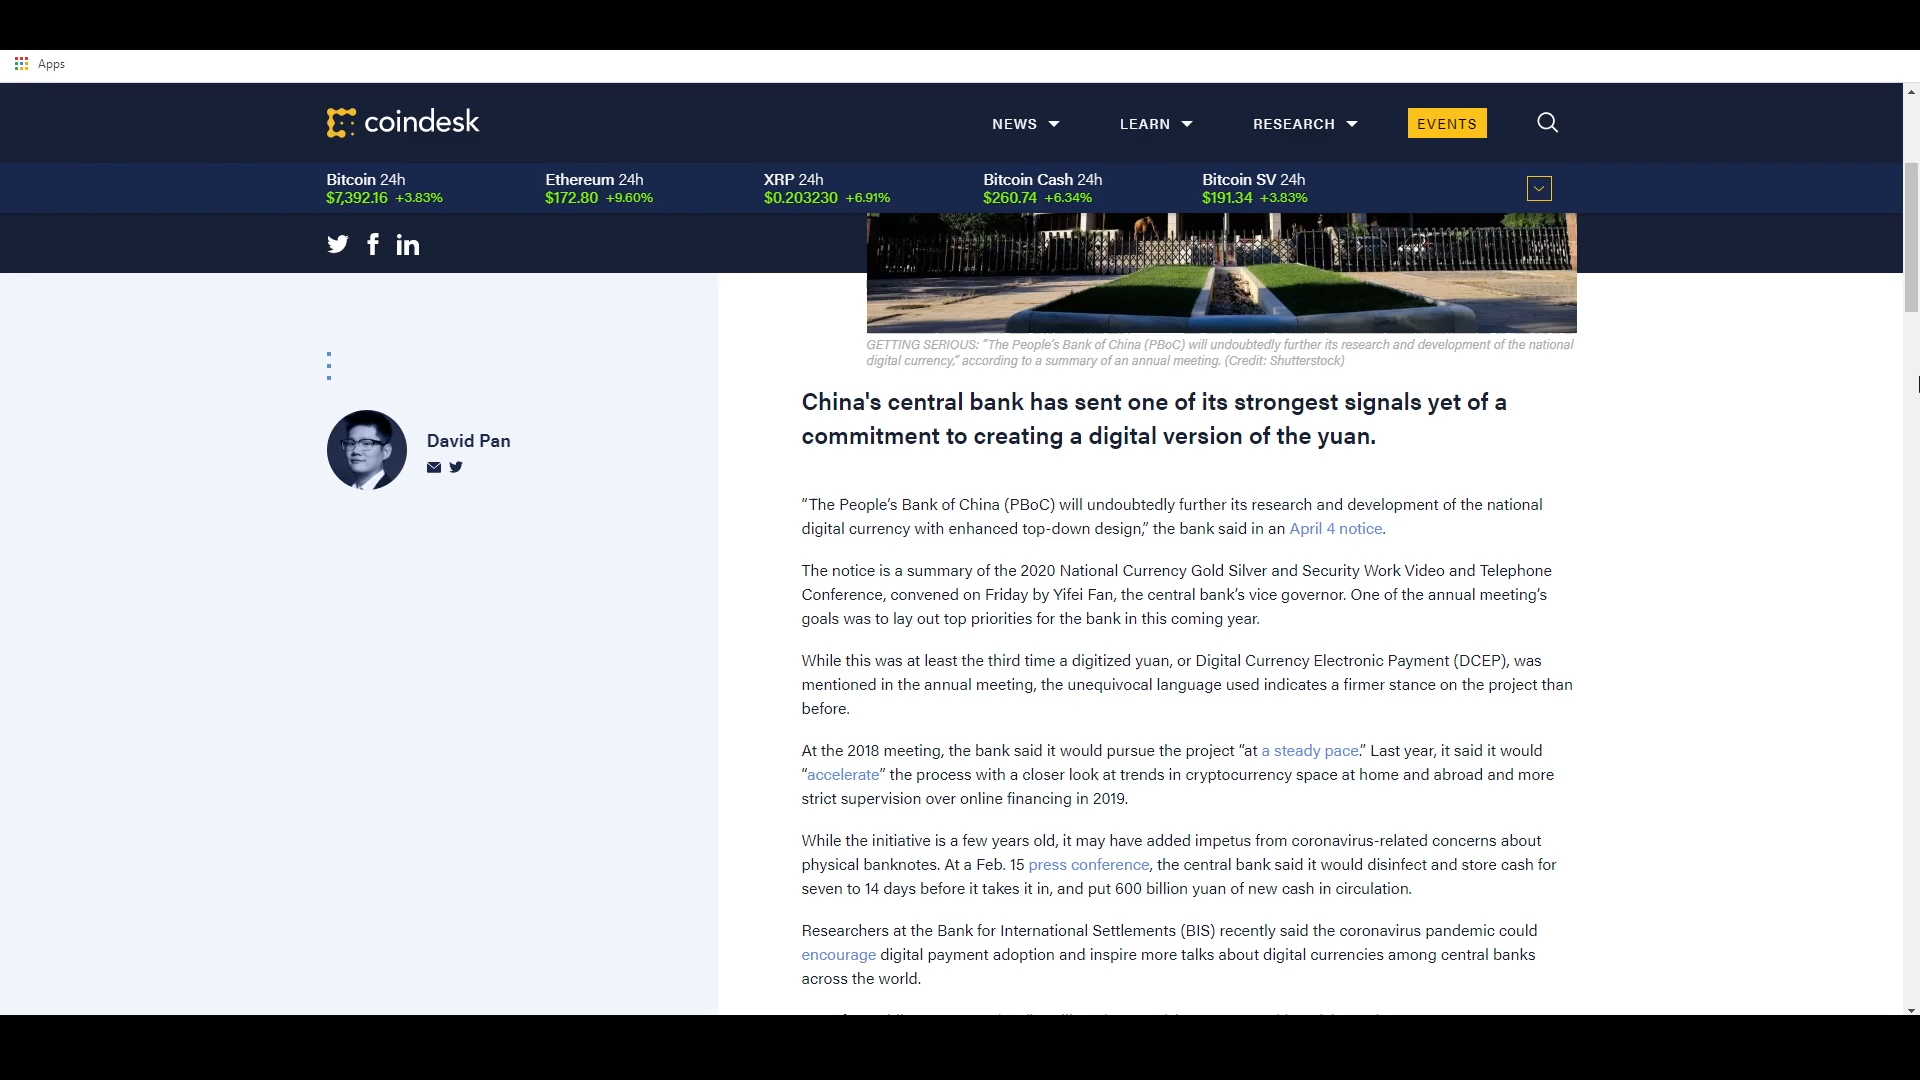 Apps
coindesk
NEWS
LEARN
RESEARCH
EVENTS
Bitcoin 24h
$7,392.16 +3.83%
Ethereum 24h
$172.80 +9.60%
XRP 24h
$0.203230 +6.91%
Bitcoin Cash 24h
$260.74 +6.34%
Bitcoin SV 24h
$191.34 +3.83%
GETTING SERIOUS: “The People’s Bank of China (PBoC) will undoubtedly further its research and development of the national
digital currency,” according to a summary of an annual meeting. (Credit: Shutterstock)
David Pan
China's central bank has sent one of its strongest signals yet of a
commitment to creating a digital version of the yuan.
“The People’s Bank of China (PBoC) will undoubtedly further its research and development of the national
digital currency with enhanced top-down design,” the bank said in an April 4 notice.
The notice is a summary of the 2020 National Currency Gold Silver and Security Work Video and Telephone
Conference, convened on Friday by Yifei Fan, the central bank’s vice governor. One of the annual meeting’s
goals was to lay out top priorities for the bank in this coming year.
While this was at least the third time a digitized yuan, or Digital Currency Electronic Payment (DCEP), was
mentioned in the annual meeting, the unequivocal language used indicates a firmer stance on the project than
before.
At the 2018 meeting, the bank said it would pursue the project “at a steady pace.” Last year, it said it would
“accelerate” the process with a closer look at trends in cryptocurrency space at home and abroad and more
strict supervision over online financing in 2019.
While the initiative is a few years old, it may have added impetus from coronavirus-related concerns about
physical banknotes. At a Feb. 15 press conference, the central bank said it would disinfect and store cash for
seven to 14 days before it takes it in, and put 600 billion yuan of new cash in circulation.
Researchers at the Bank for International Settlements (BIS) recently said the coronavirus pandemic could
encourage digital payment adoption and inspire more talks about digital currencies among central banks
across the world.